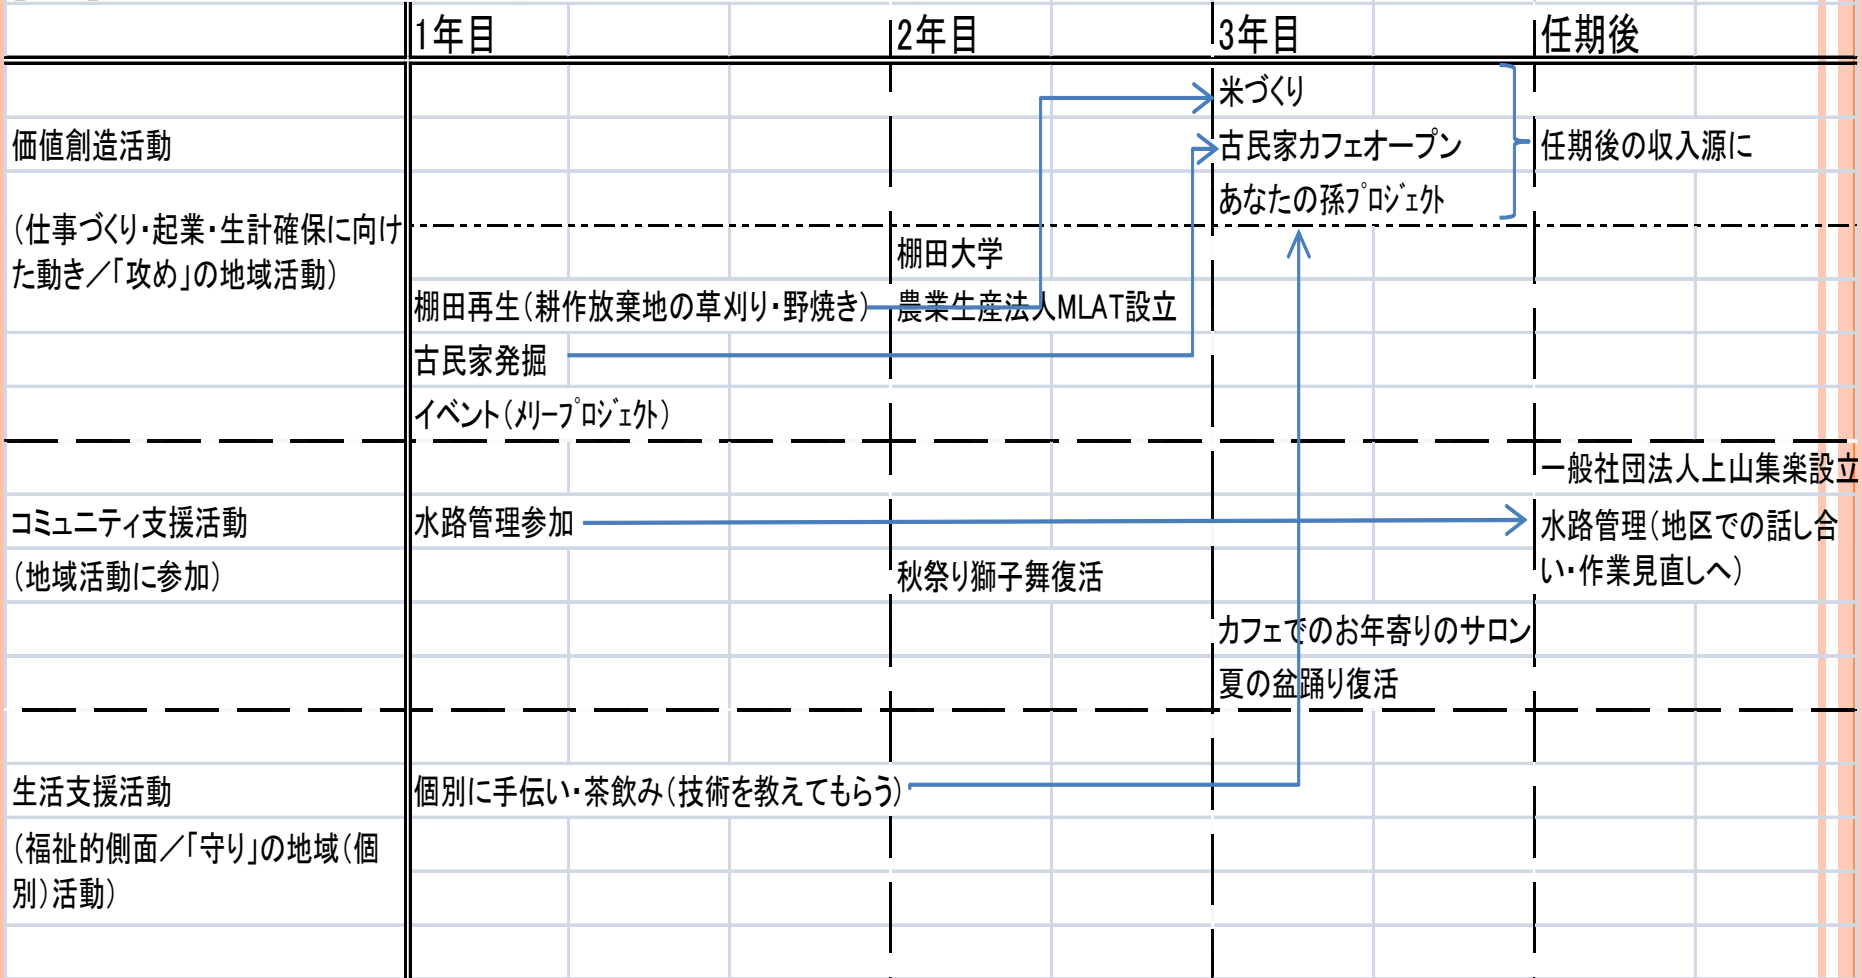 1年目 2年目 3年目 任期後
米づくり
価値創造活動 古民家カフェオープン 任期後の収入源に
あなたの孫プロジェクト
(仕事づくり・起業・生計確保に向け
た動き／「攻め」の地域活動)
棚田大学
棚田再生(耕作放棄地の草刈り・野焼き) 農業生産法人MLAT設立
古民家発掘
イベント(メリープロジェクト)
一般社団法人上山集楽設立
コミュニティ支援活動 水路管理参加 水路管理(地区での話し合
い・作業見直しへ)
(地域活動に参加) 秋祭り獅子舞復活
カフェでのお年寄りのサロン
夏の盆踊り復活
生活支援活動 個別に手伝い・茶飲み(技術を教えてもらう)
(福祉的側面／「守り」の地域(個
別)活動)